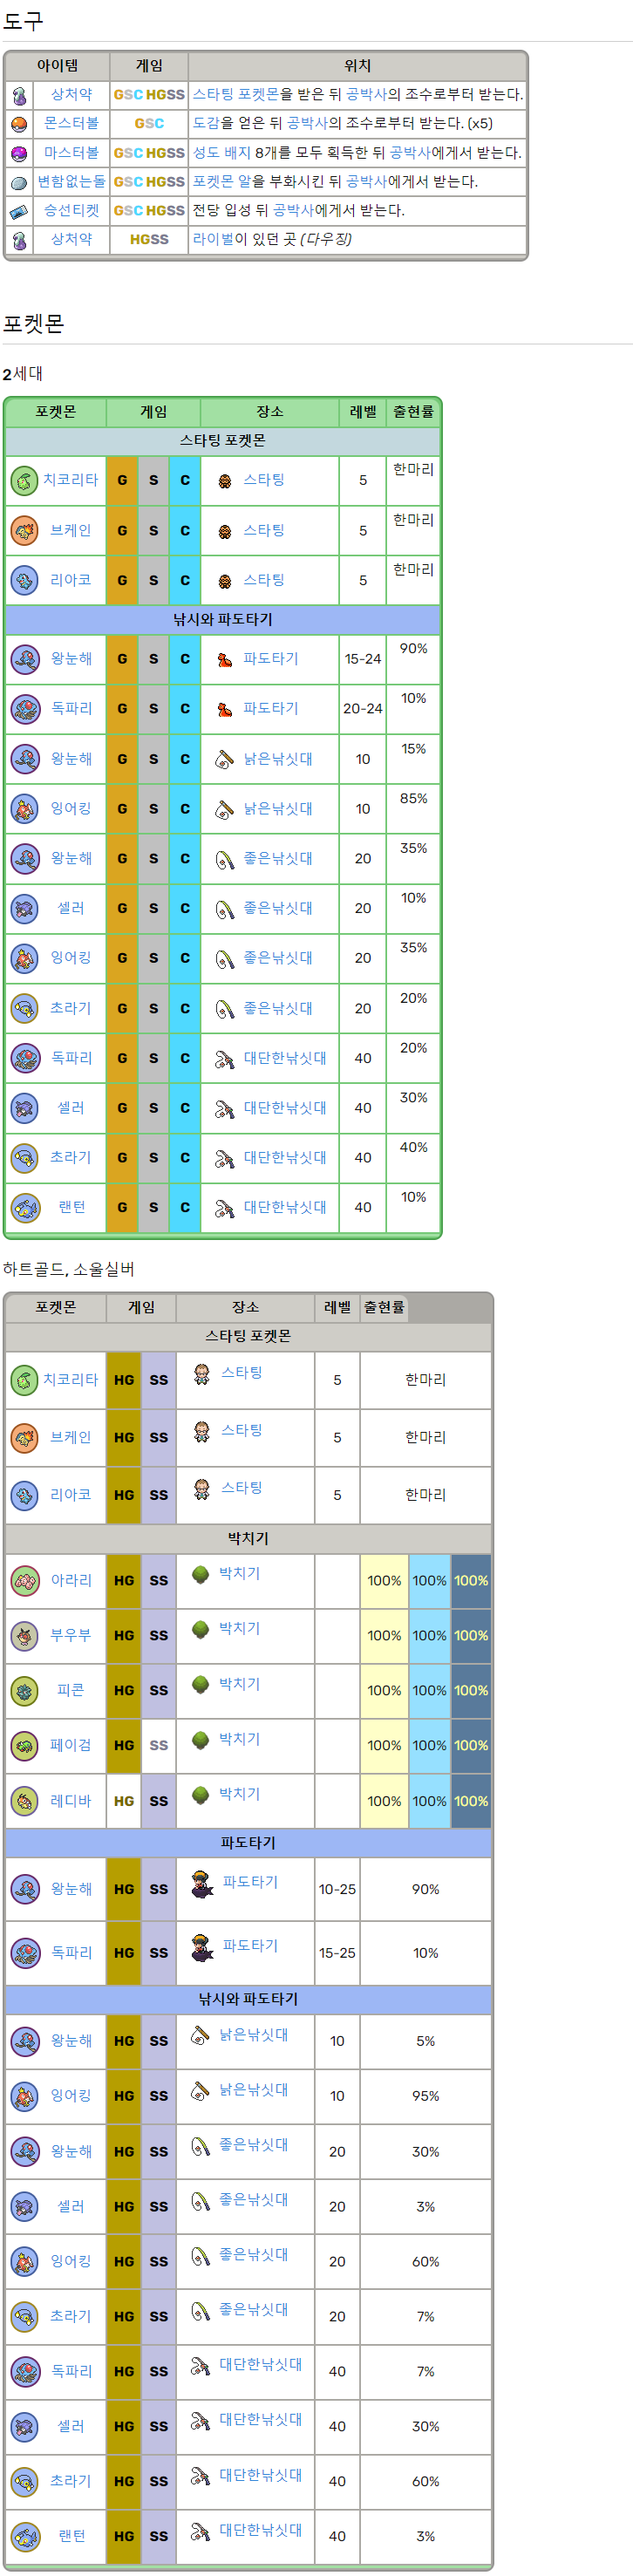 도구
아이템 게임 위치
상처약 GSC HGSS 스타팅 포켓몬을 받은 뒤 공박사의 조수로부터 받는다.
몬스터볼 GSC 도감을 얻은 뒤 공박사의 조수로부터 받는다. (x5)
마스터볼 GSC HGSS 성도 배지 8개를 모두 획득한 뒤 공박사에게서 받는다.
변함없는돌 GSC HGSS 포켓몬 알을 부화시킨 뒤 공박사에게서 받는다.
승선티켓 GSC HGSS 전당 입성 뒤 공박사에게서 받는다.
상처약 HGSS 라이벌이 있던 곳 (다우징)
포켓몬
2세대
포켓몬 게임 장소 레벨 출현률
스타팅 포켓몬
치코리타 G S C 스타팅 5 한마리
브케인 G S C 스타팅 5 한마리
리아코 G S C 스타팅 5 한마리
낚시와 파도타기
왕눈해 G S C 파도타기 15-24 90%
독파리 G S C 파도타기 20-24 10%
왕눈해 G S C 낡은낚싯대 10 15%
잉어킹 G S C 낡은낚싯대 10 85%
왕눈해 G S C 좋은낚싯대 20 35%
셀러 G S C 좋은낚싯대 20 10%
잉어킹 G S C 좋은낚싯대 20 35%
초라기 G S C 좋은낚싯대 20 20%
독파리 G S C 대단한낚싯대 40 20%
셀러 G S C 대단한낚싯대 40 30%
초라기 G S C 대단한낚싯대 40 40%
랜턴 G S C 대단한낚싯대 40 10%
하트골드, 소울실버
포켓몬 게임 장소 레벨 출현률
스타팅 포켓몬
치코리타 HG SS 스타팅 5 한마리
브케인 HG SS 스타팅 5 한마리
리아코 HG SS 스타팅 5 한마리
박치기
아라리 HG SS 박치기 100% 100% 100%
부우부 HG SS 박치기 100% 100% 100%
피콘 HG SS 박치기 100% 100% 100%
페이검 HG SS 박치기 100% 100% 100%
레디바 HG SS 박치기 100% 100% 100%
파도타기
왕눈해 HG SS 파도타기 10-25 90%
독파리 HG SS 파도타기 15-25 10%
낚시와 파도타기
왕눈해 HG SS 낡은낚싯대 10 5%
잉어킹 HG SS 낡은낚싯대 10 95%
왕눈해 HG SS 좋은낚싯대 20 30%
셀러 HG SS 좋은낚싯대 20 3%
잉어킹 HG SS 좋은낚싯대 20 60%
초라기 HG SS 좋은낚싯대 20 7%
독파리 HG SS 대단한낚싯대 40 7%
셀러 HG SS 대단한낚싯대 40 30%
초라기 HG SS 대단한낚싯대 40 60%
랜턴 HG SS 대단한낚싯대 40 3%